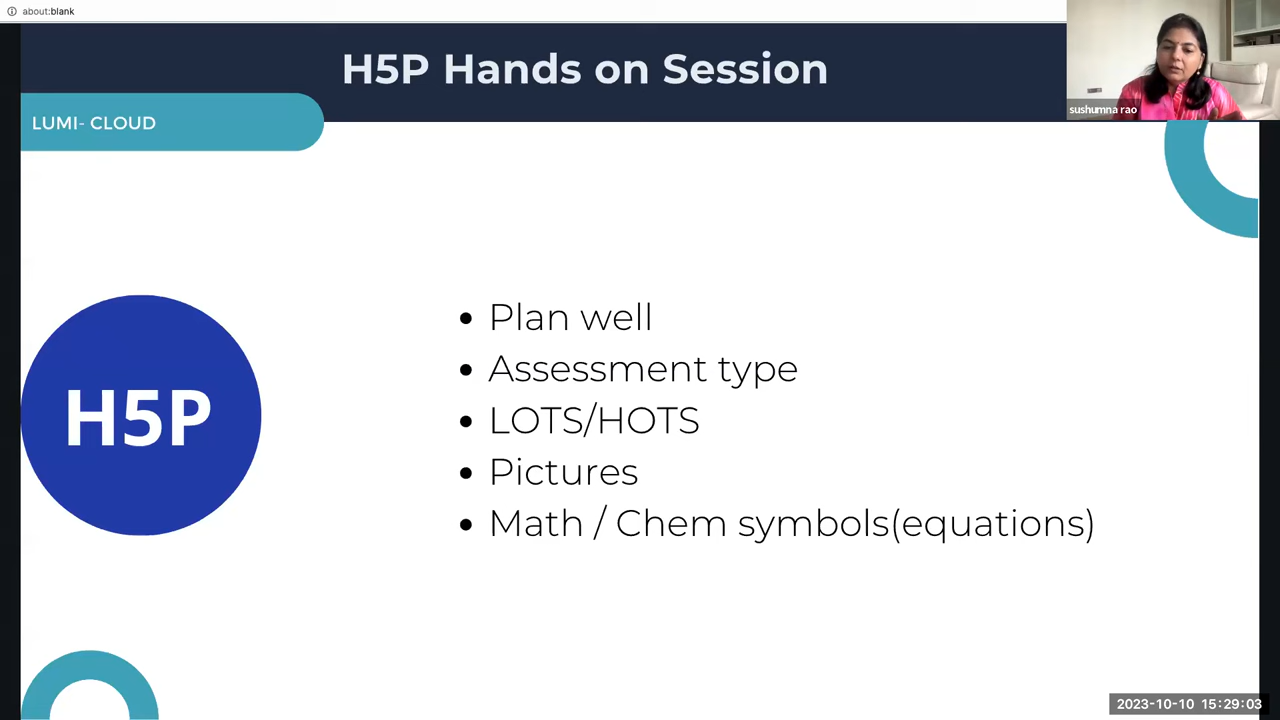 about:blank
H5P Hands on Session
sushumna rao
LUMI- CLOUD
H5P
Plan well
Assessment type
LOTS/HOTS
Pictures
Math / Chem symbols(equations)
2023-10-10 15:29:03